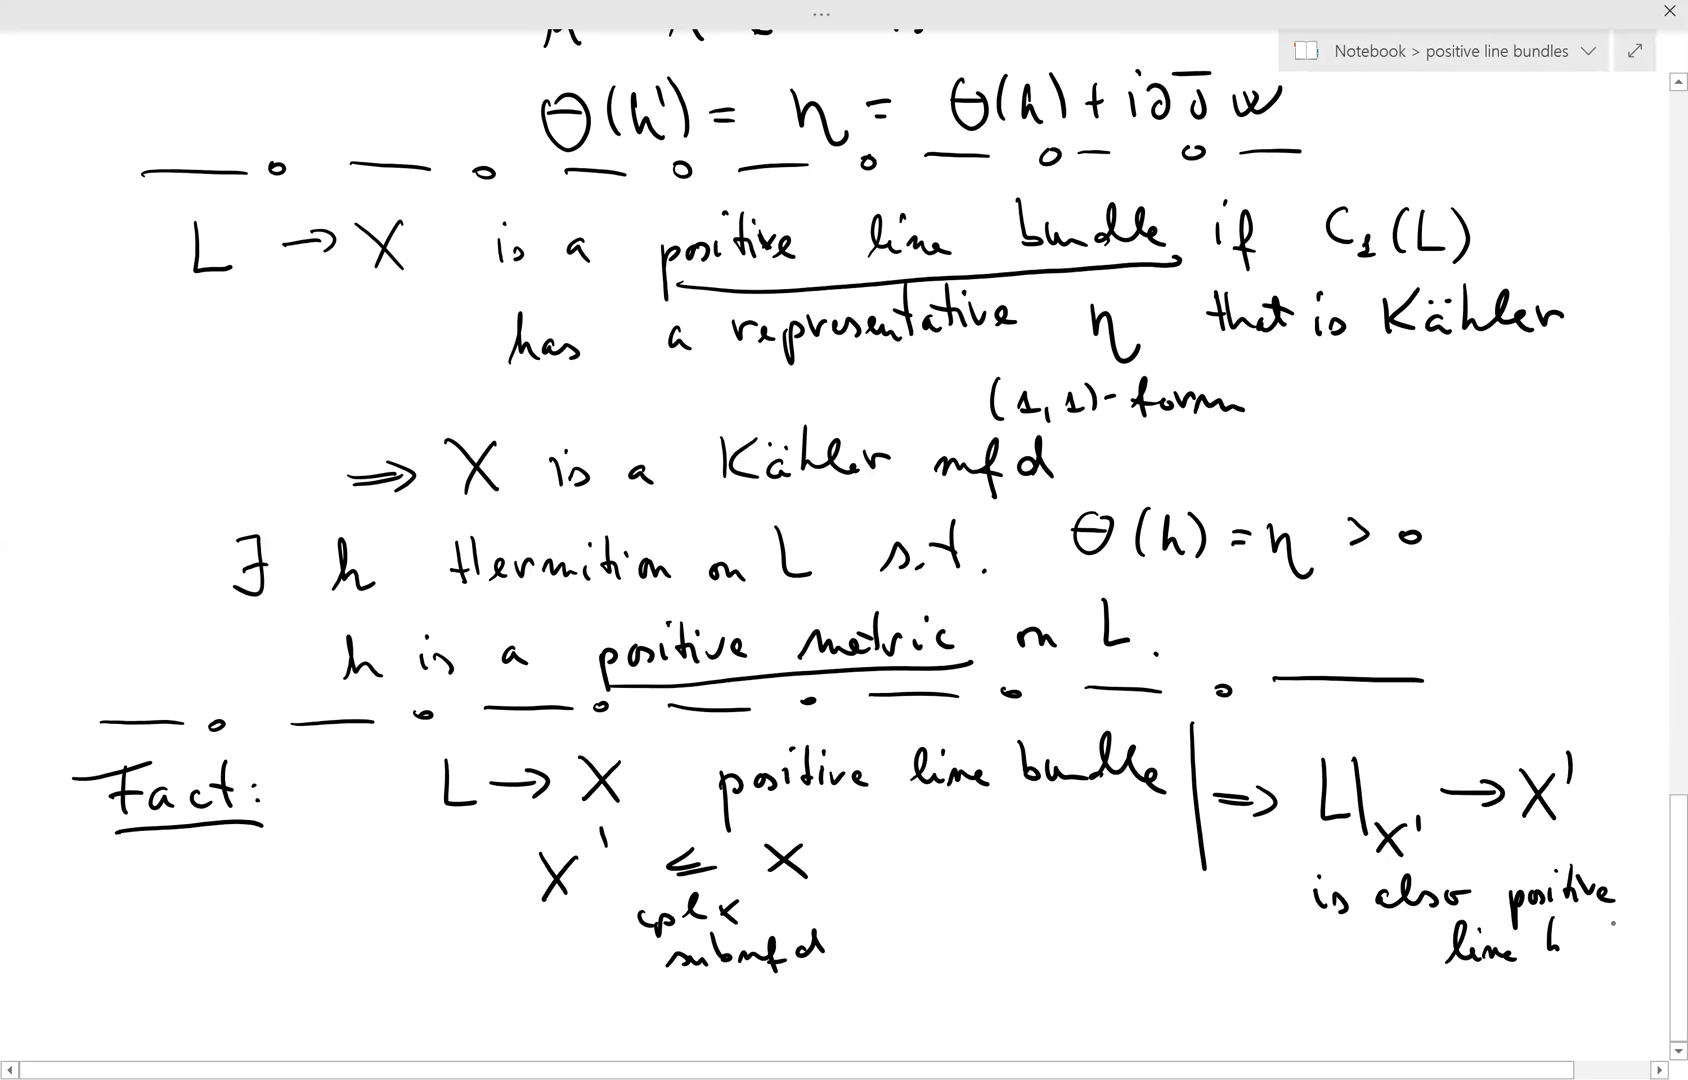 Notebook > positive line bundles
Θ(h') = η = Θ(h) + i∂∂̄ w
L → X is a positive line bundle if C₁(L)
has a representative η that is Kähler
(1,1)-form
⟹ X is a Kähler mfd
∃ h Hermition on L s.t. Θ(h) = η > 0
h is a positive metric on L.
Fact: L → X positive line bundle ⟹ L|X' → X'
X' ⊆ X
cplx
submfd
is also positive
line b